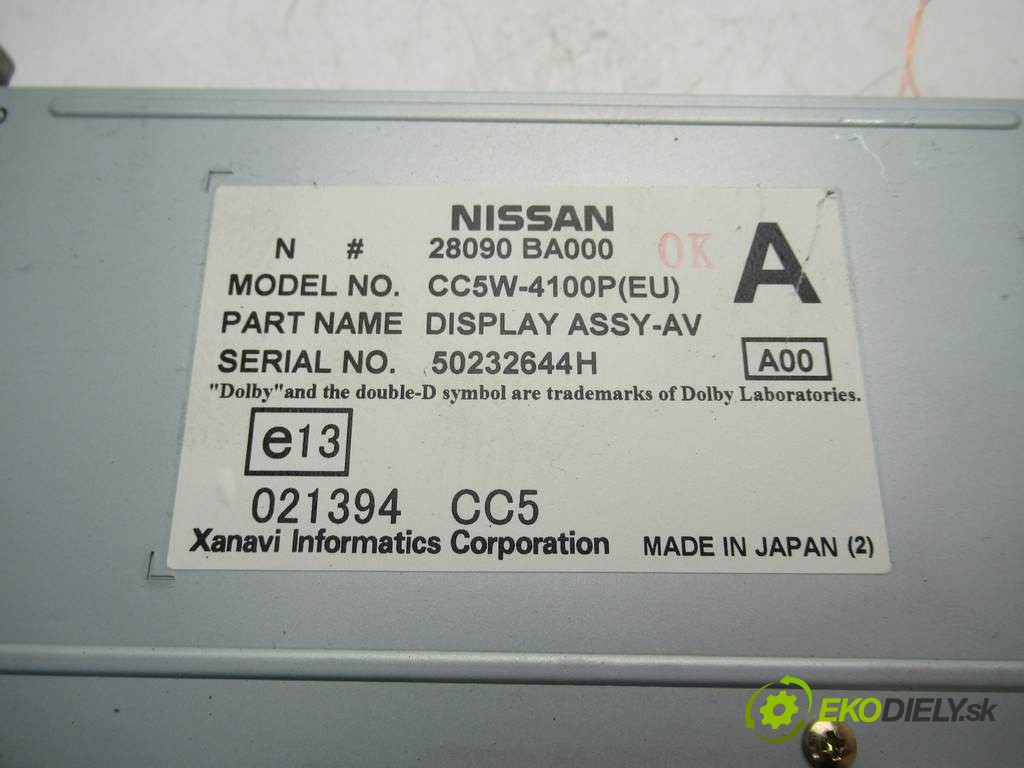 NISSAN
N # 28090 BA000 OK A
MODEL NO. CC5W-4100P(EU)
PART NAME DISPLAY ASSY-AV
SERIAL NO. 50232644H A00
"Dolby"and the double-D symbol are trademarks of Dolby Laboratories.
e13
021394 CC5
Xanavi Informatics Corporation MADE IN JAPAN (2)
EKODIELY.sk